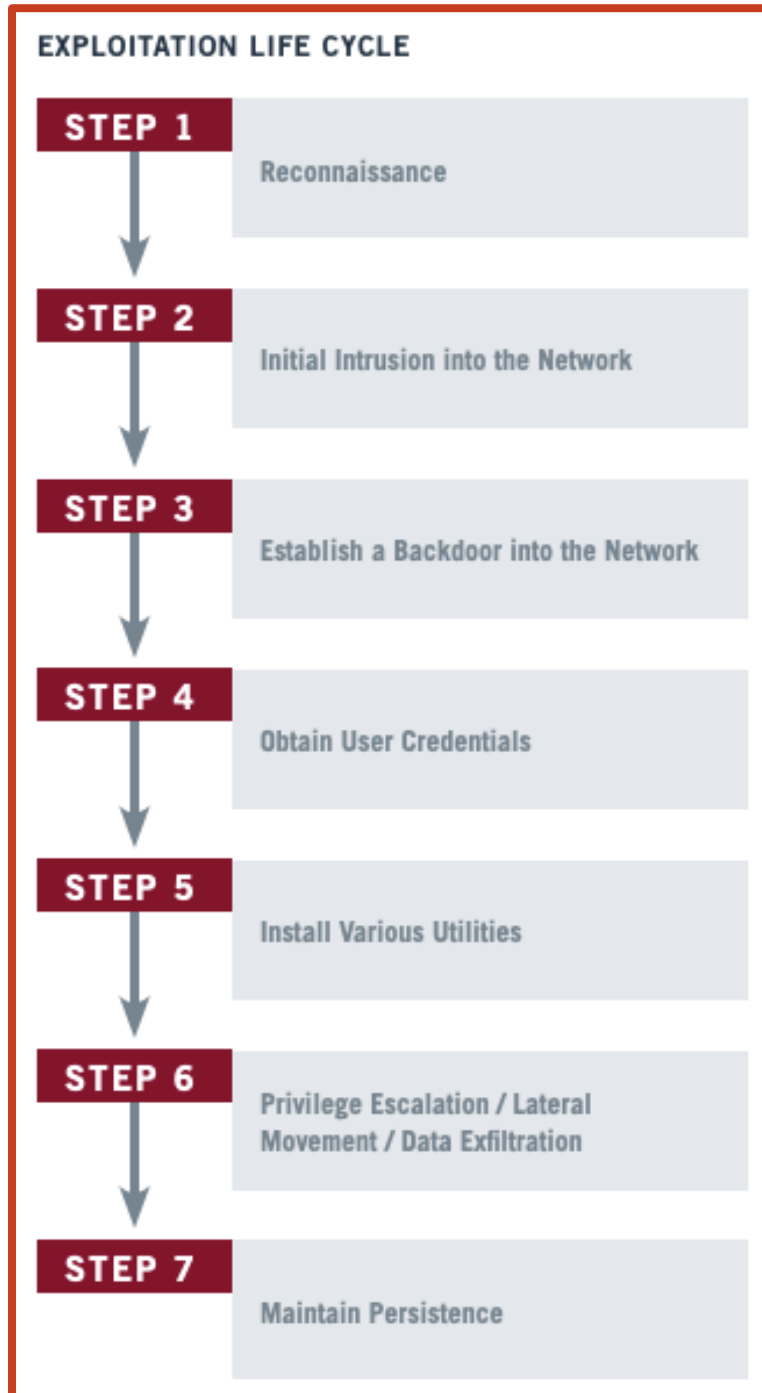 EXPLOITATION LIFE CYCLE
STEP 1
Reconnaissance
STEP 2
Initial Intrusion into the Network
STEP 3
Establish a Backdoor into the Network
STEP 4
Obtain User Credentials
STEP 5
Install Various Utilities
STEP 6
Privilege Escalation / Lateral
Movement / Data Exfiltration
STEP 7
Maintain Persistence